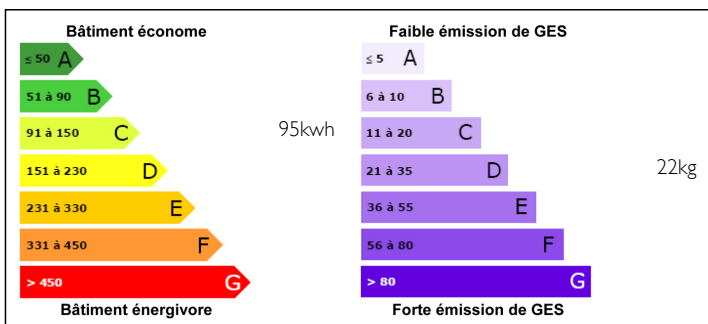 Bâtiment économe
≤ 50 A
51 à 90 B
91 à 150 C
95kwh
151 à 230 D
231 à 330 E
331 à 450 F
> 450 G
Bâtiment énergivore
Faible émission de GES
≤ 5 A
6 à 10 B
11 à 20 C
21 à 35 D
22kg
36 à 55 E
56 à 80 F
> 80 G
Forte émission de GES